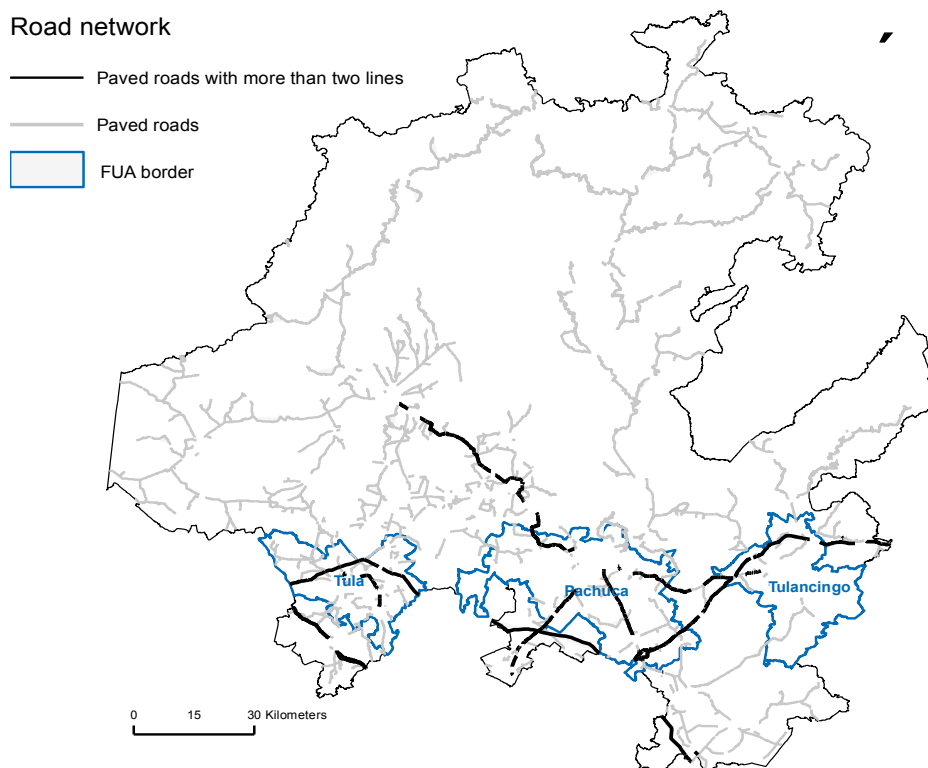 Road network
Paved roads with more than two lines
Paved roads
FUA border
Tula
Pachuca
Tulancingo
0 15 30 Kilometers